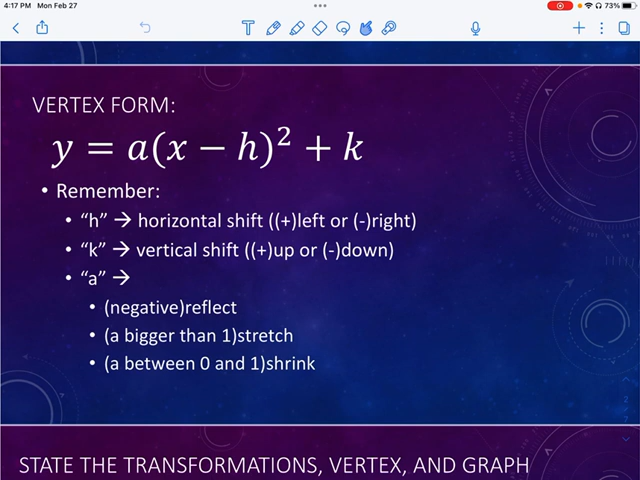 4:17 PM Mon Feb 27
73%
T
VERTEX FORM:
y = a(x − h)² + k
• Remember:
• “h” → horizontal shift ((+)left or (-)right)
• “k” → vertical shift ((+)up or (-)down)
• “a” →
• (negative)reflect
• (a bigger than 1)stretch
• (a between 0 and 1)shrink
STATE THE TRANSFORMATIONS, VERTEX, AND GRAPH